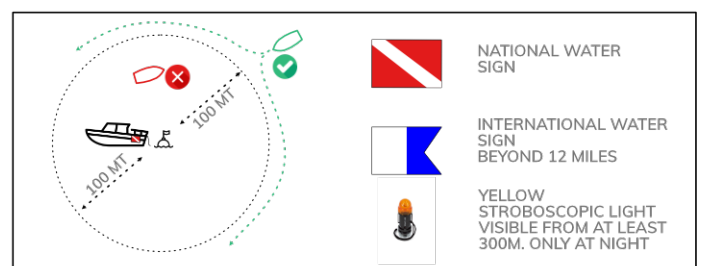 100 MT
100 MT
NATIONAL WATER
SIGN
INTERNATIONAL WATER
SIGN
BEYOND 12 MILES
YELLOW
STROBOSCOPIC LIGHT
VISIBLE FROM AT LEAST
300M. ONLY AT NIGHT